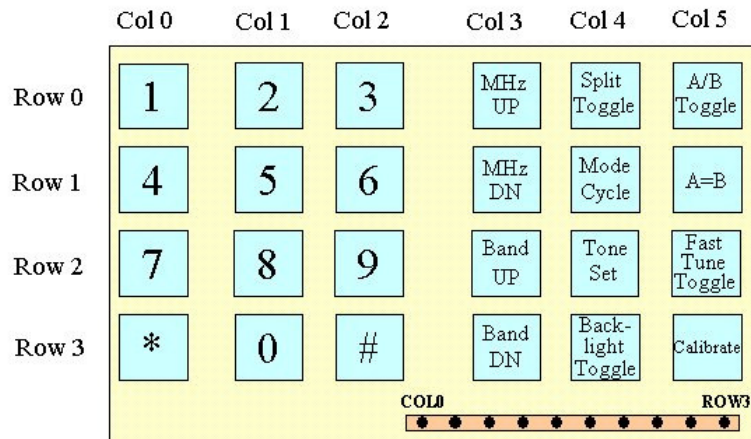 Col 0 Col 1 Col 2 Col 3 Col 4 Col 5
Row 0 1 2 3 MHz UP Split Toggle A/B Toggle
Row 1 4 5 6 MHz DN Mode Cycle A=B
Row 2 7 8 9 Band UP Tone Set Fast Tune Toggle
Row 3 * 0 # Band DN Back-light Toggle Calibrate
COL0 ROW3